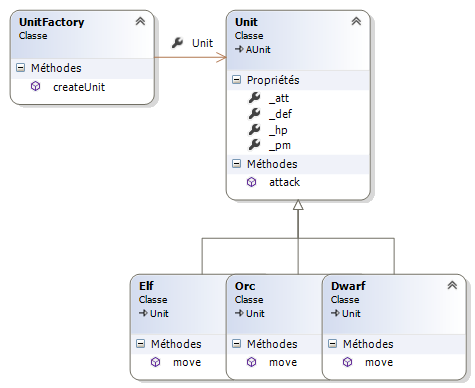 UnitFactory
Classe
Méthodes
createUnit
Unit
Unit
Classe
AUnit
Propriétés
_att
_def
_hp
_pm
Méthodes
attack
Elf
Classe
Unit
Méthodes
move
Orc
Classe
Unit
Méthodes
move
Dwarf
Classe
Unit
Méthodes
move